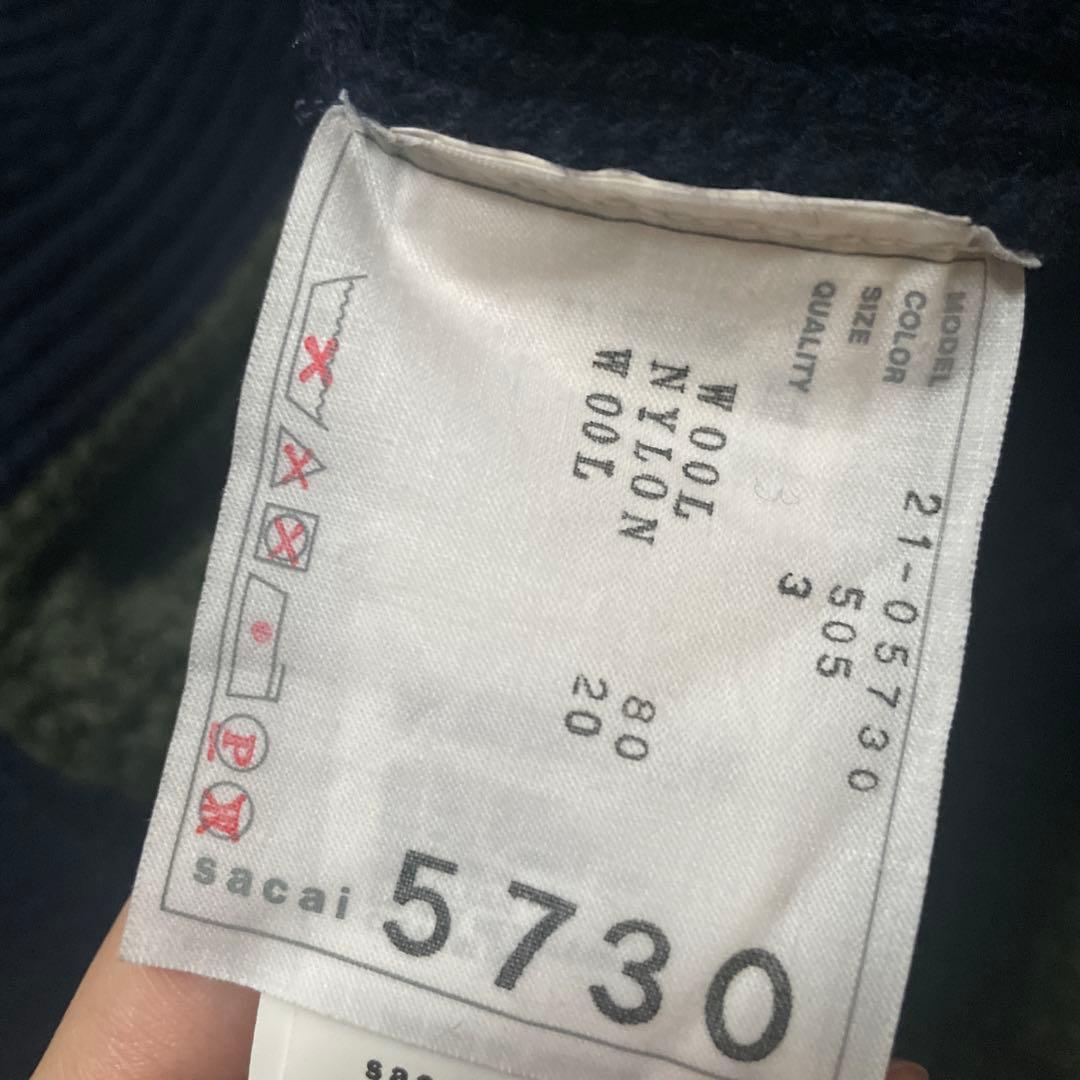 MODEL 21-05730
COLOR 505
SIZE 3
QUALITY
WOOL 80
NYLON 20
WOOL
P
sacai 5730